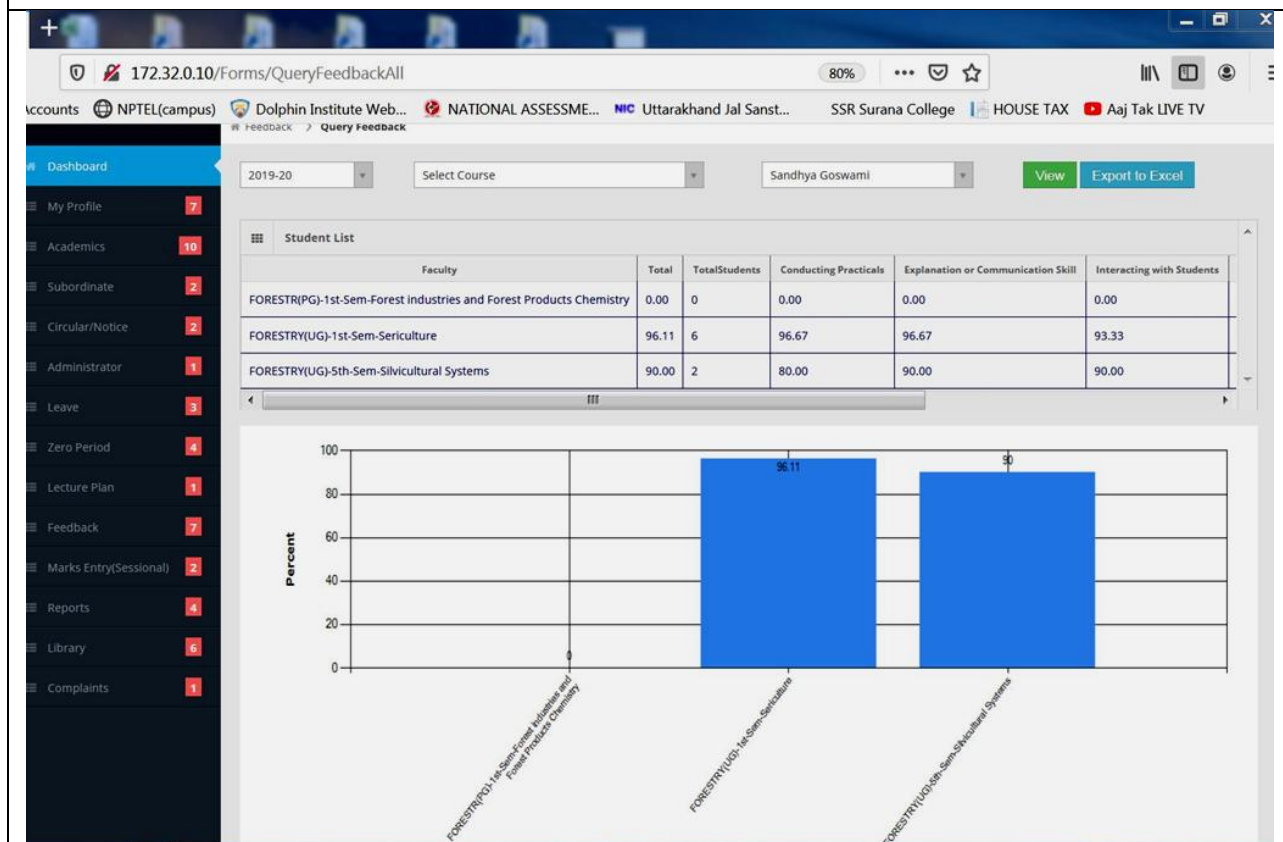 172.32.0.10/Forms/QueryFeedbackAll 80%
Accounts NPTEL(campus) Dolphin Institute Web... NATIONAL ASSESSME... NIC Uttarakhand Jal Sanst... SSR Surana College HOUSE TAX Aaj Tak LIVE TV
Feedback > Query Feedback
Dashboard
My Profile 7
Academics 10
Subordinate 2
Circular/Notice 2
Administrator 1
Leave 3
Zero Period 4
Lecture Plan 1
Feedback 7
Marks Entry(Sessional) 2
Reports 4
Library 6
Complaints 1
2019-20 Select Course Sandhya Goswami View Export to Excel
Student List
Faculty Total TotalStudents Conducting Practicals Explanation or Communication Skill Interacting with Students
FORESTR(PG)-1st-Sem-Forest industries and Forest Products Chemistry 0.00 0 0.00 0.00 0.00
FORESTRY(UG)-1st-Sem-Sericulture 96.11 6 96.67 96.67 93.33
FORESTRY(UG)-5th-Sem-Silvicultural Systems 90.00 2 80.00 90.00 90.00
Percent
100
80
60
40
20
0
0
96.11
90
FORESTR(PG)-1st-Sem-Forest industries and
Forest Products Chemistry
FORESTRY(UG)-1st-Sem-Sericulture
FORESTRY(UG)-5th-Sem-Silvicultural Systems